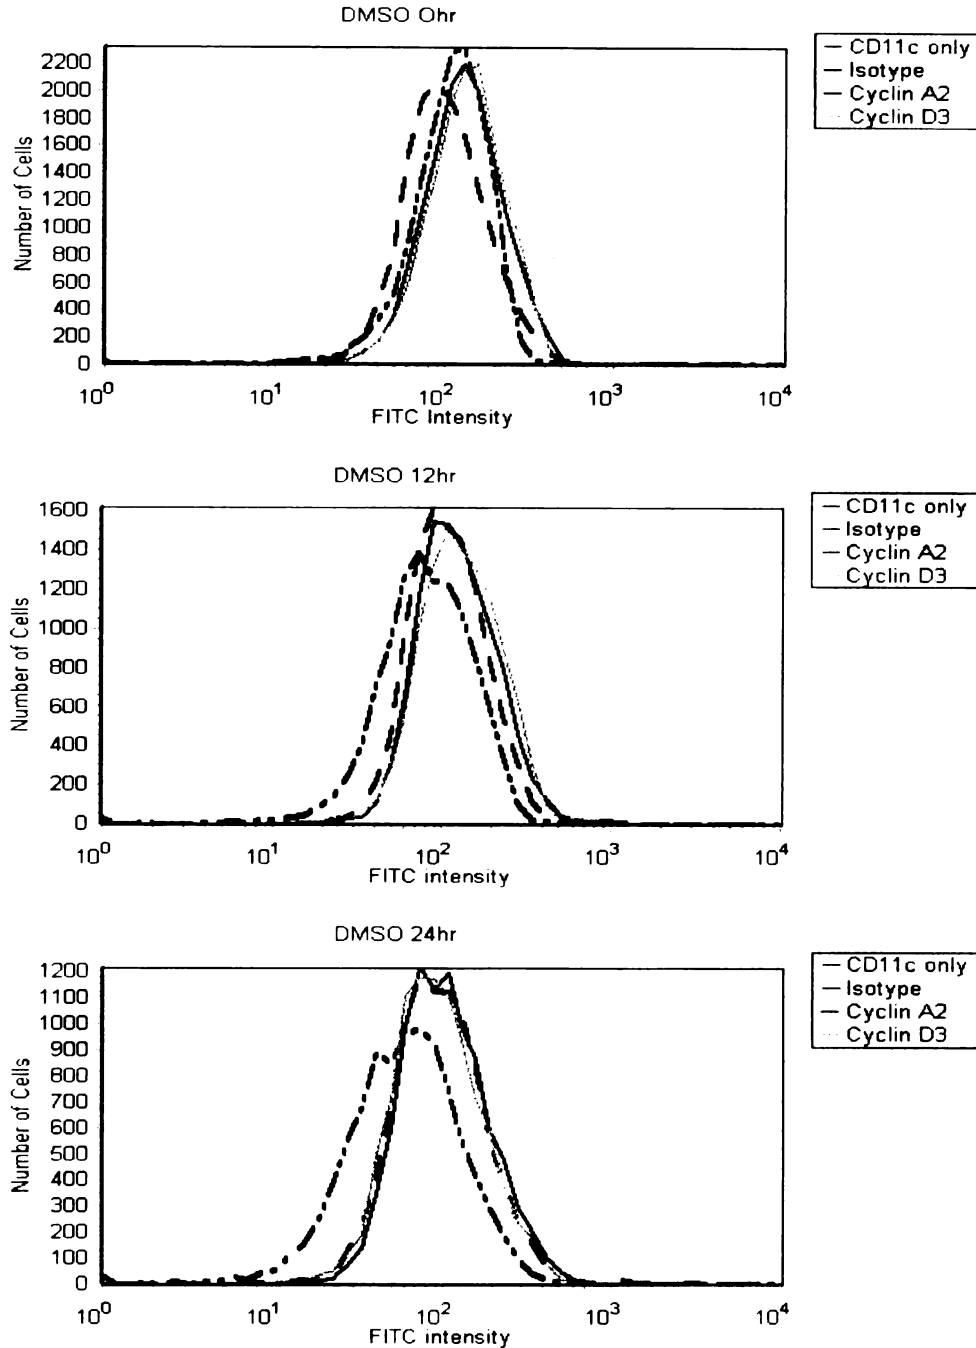 DMSO 0hr
2200
2000
1800
1600
1400
1200
1000
800
600
400
200
0
Number of Cells
10^0 10^1 10^2 10^3 10^4
FITC Intensity
CD11c only
Isotype
Cyclin A2
Cyclin D3
DMSO 12hr
1600
1400
1200
1000
800
600
400
200
0
Number of Cells
10^0 10^1 10^2 10^3 10^4
FITC intensity
CD11c only
Isotype
Cyclin A2
Cyclin D3
DMSO 24hr
1200
1100
1000
900
800
700
600
500
400
300
200
100
0
Number of Cells
10^0 10^1 10^2 10^3 10^4
FITC intensity
CD11c only
Isotype
Cyclin A2
Cyclin D3